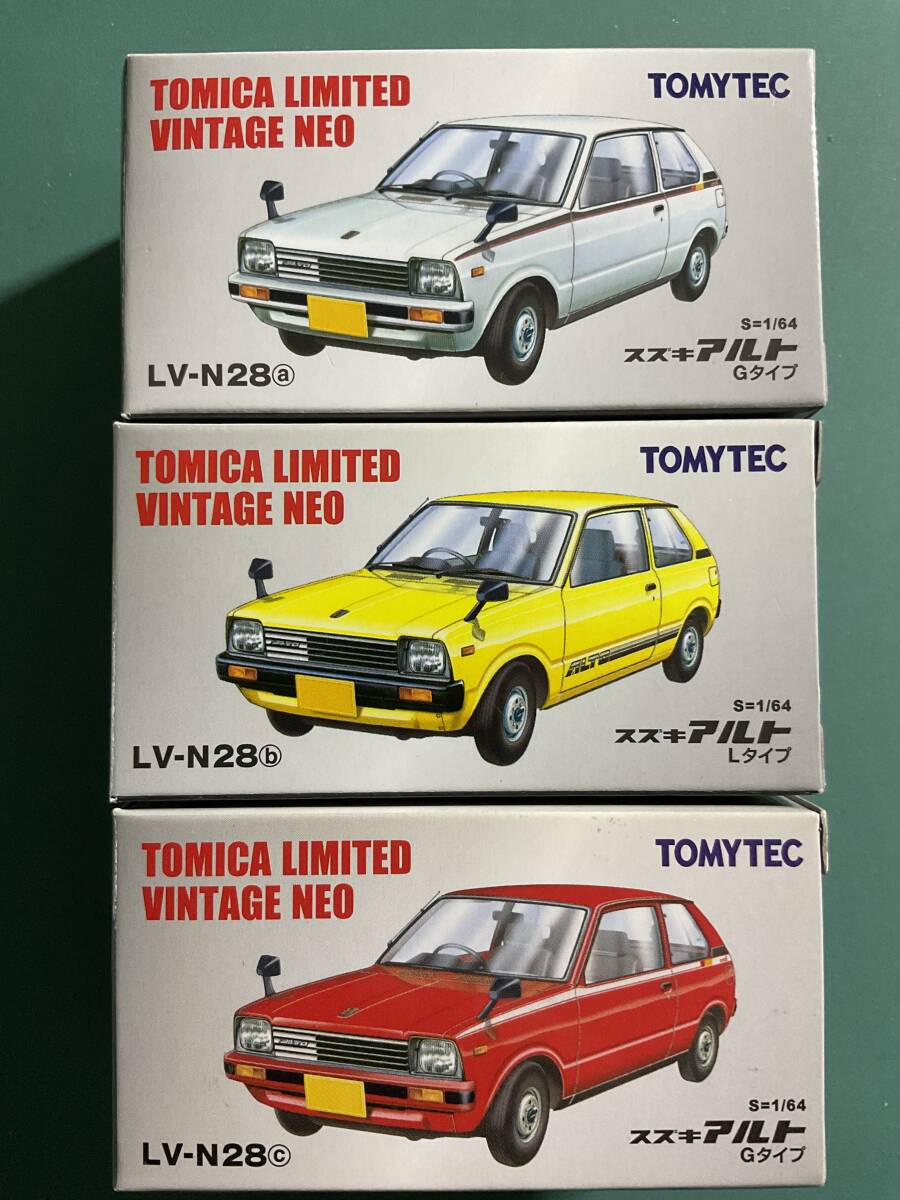 TOMICA LIMITED
VINTAGE NEO
TOMYTEC
ALTO
S=1/64
スズキアルト
Gタイプ
LV-N28ⓐ
TOMICA LIMITED
VINTAGE NEO
TOMYTEC
ALTO
ALTO
S=1/64
スズキアルト
Lタイプ
LV-N28ⓑ
TOMICA LIMITED
VINTAGE NEO
TOMYTEC
ALTO
S=1/64
スズキアルト
Gタイプ
LV-N28ⓒ